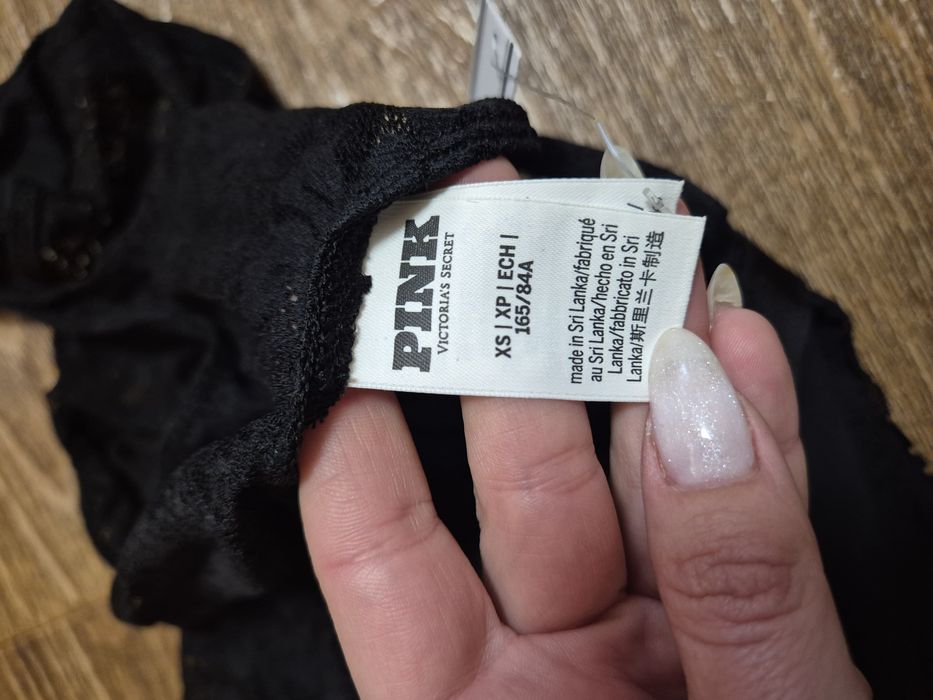 PINK
VICTORIA'S SECRET
XS | XP | ECH |
165/84A
made in Sri Lanka/fabriqué
au Sri Lanka/hecho en Sri
Lanka/fabbricato in Sri
Lanka/斯里兰卡制造